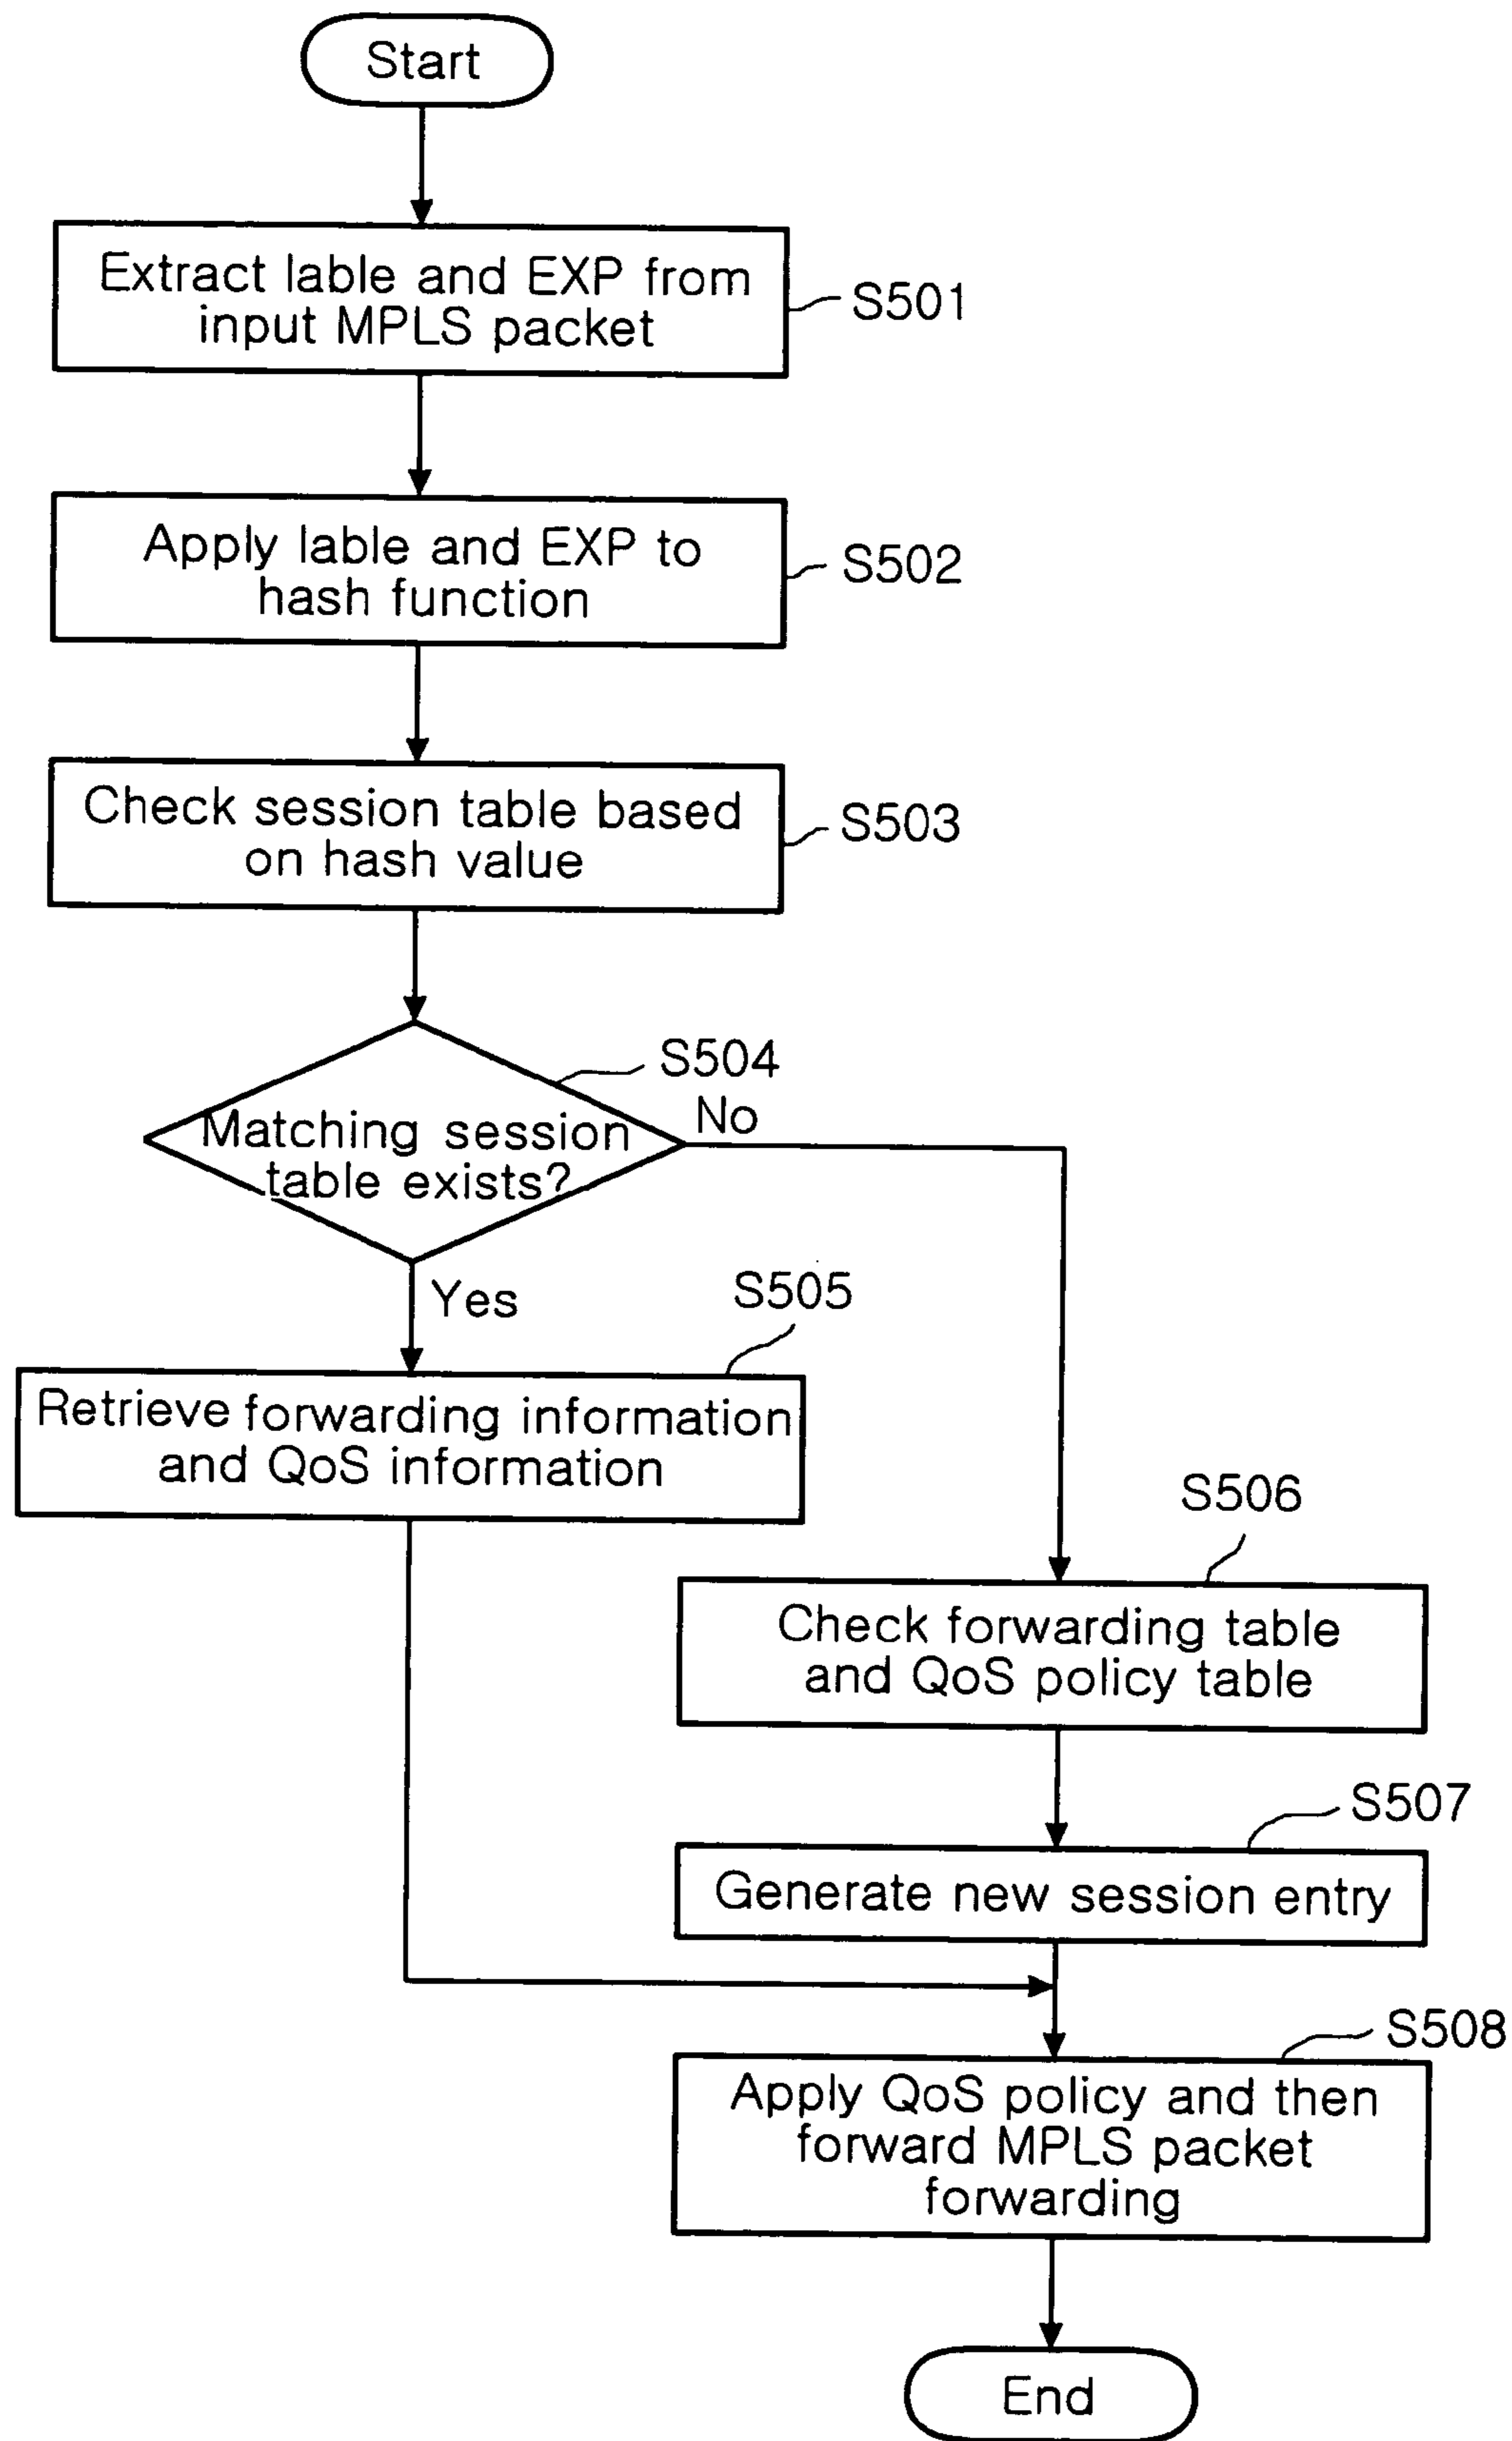 Start
Extract lable and EXP from
input MPLS packet
S501
Apply lable and EXP to
hash function
S502
Check session table based
on hash value
S503
S504
Matching session
table exists?
No
Yes
S505
Retrieve forwarding information
and QoS information
S506
Check forwarding table
and QoS policy table
S507
Generate new session entry
S508
Apply QoS policy and then
forward MPLS packet
forwarding
End